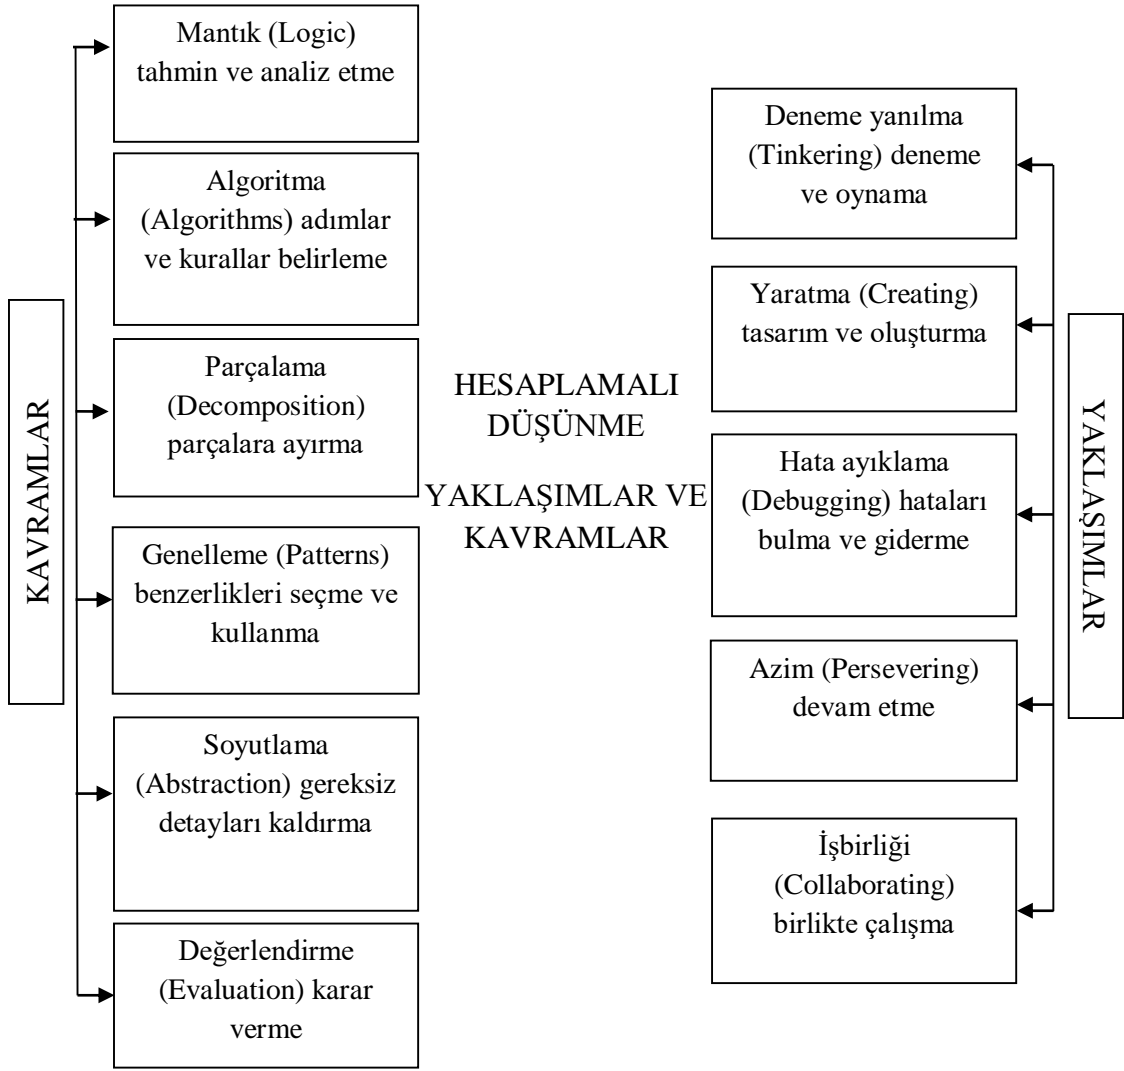 KAVRAMLAR
Mantık (Logic)
tahmin ve analiz etme
Algoritma
(Algorithms) adımlar
ve kurallar belirleme
Parçalama
(Decomposition)
parçalara ayırma
Genelleme (Patterns)
benzerlikleri seçme ve
kullanma
Soyutlama
(Abstraction) gereksiz
detayları kaldırma
Değerlendirme
(Evaluation) karar
verme
HESAPLAMALI
DÜŞÜNME
YAKLAŞIMLAR VE
KAVRAMLAR
Deneme yanılma
(Tinkering) deneme
ve oynama
Yaratma (Creating)
tasarım ve oluşturma
Hata ayıklama
(Debugging) hataları
bulma ve giderme
Azim (Persevering)
devam etme
İşbirliği
(Collaborating)
birlikte çalışma
YAKLAŞIMLAR